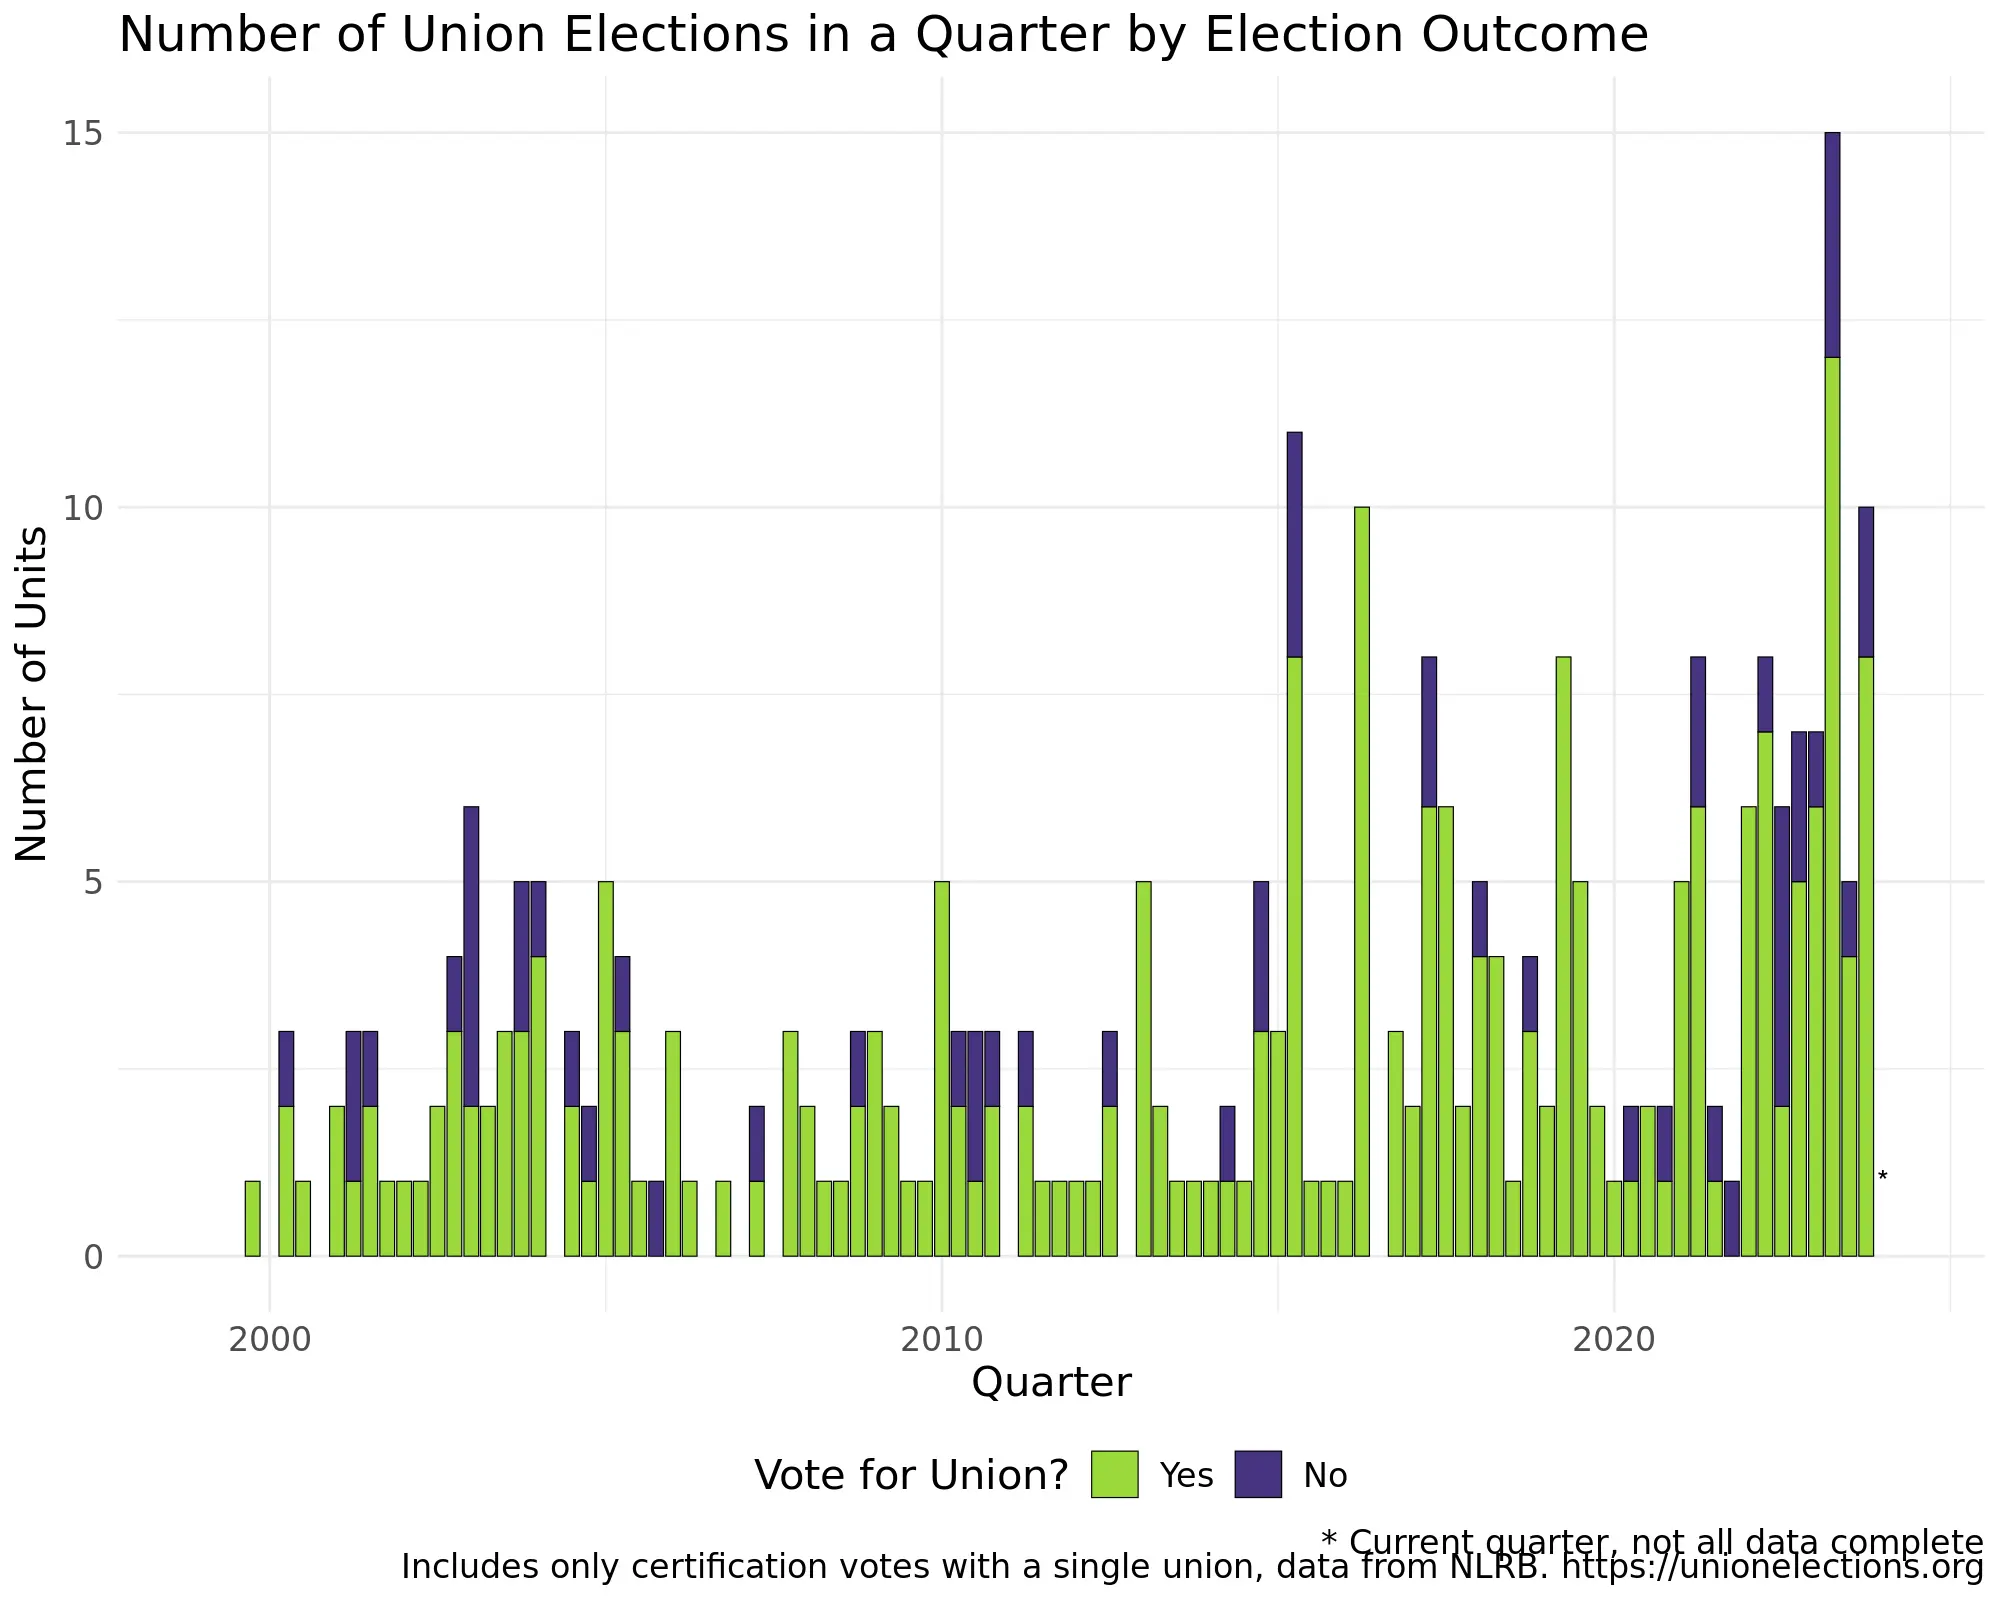 Number of Union Elections in a Quarter by Election Outcome
15
10
5
0
Number of Units
2000
2010
2020
*
Quarter
Vote for Union? Yes No
* Current quarter, not all data complete
Includes only certification votes with a single union, data from NLRB. https://unionelections.org